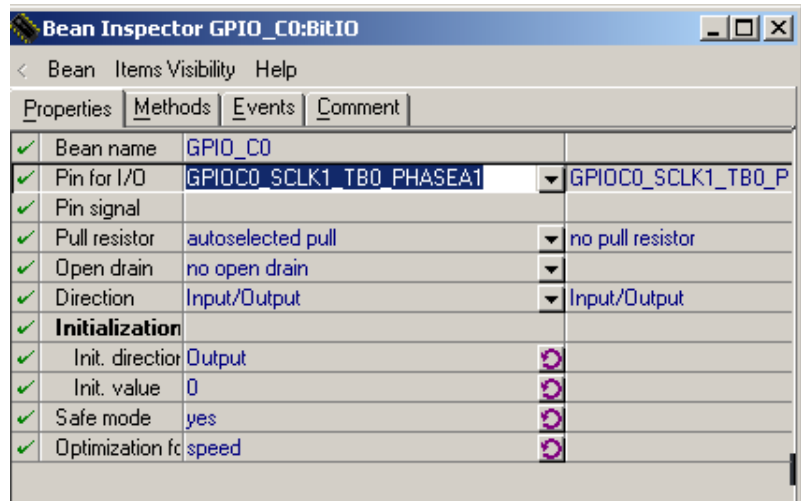 Bean Inspector GPIO_C0:BitIO
< Bean Items Visibility Help
Properties Methods Events Comment
Bean name GPIO_C0
Pin for I/O GPIOC0_SCLK1_TB0_PHASEA1 GPIOC0_SCLK1_TB0_P
Pin signal
Pull resistor autoselected pull no pull resistor
Open drain no open drain
Direction Input/Output Input/Output
Initialization
Init. direction Output
Init. value 0
Safe mode yes
Optimization fo speed